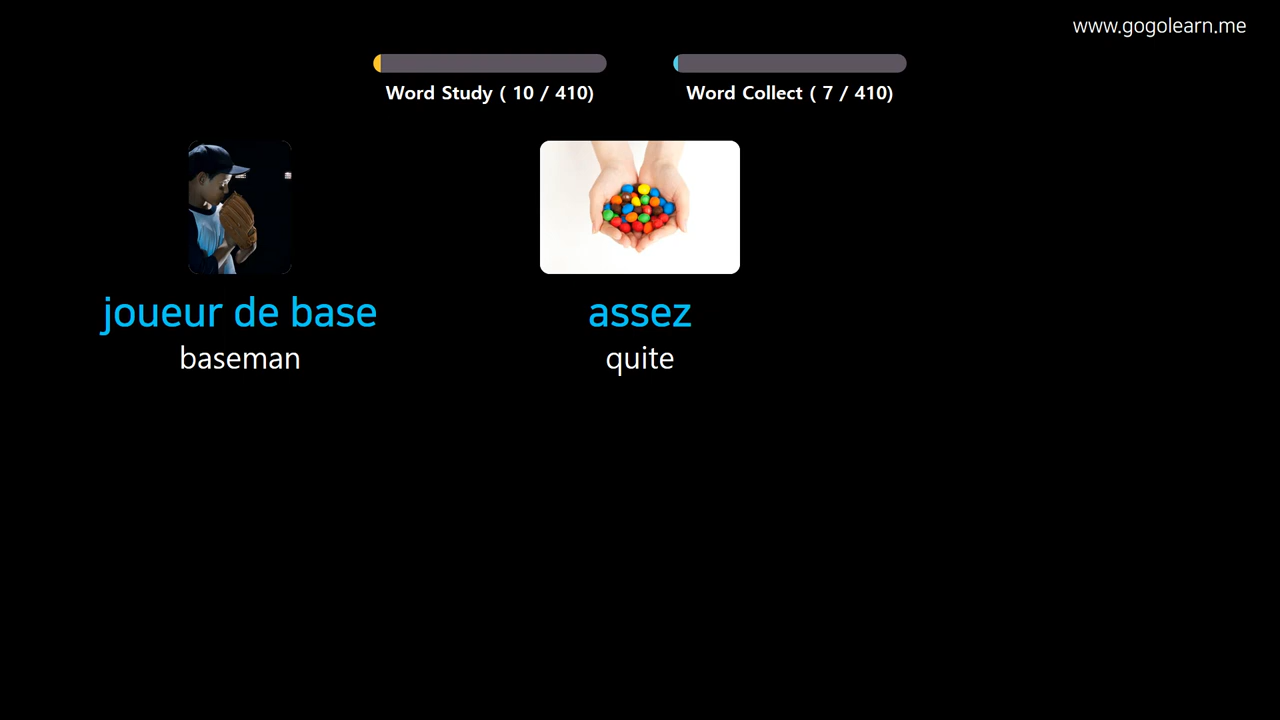 www.gogolearn.me
Word Study ( 10 / 410)
Word Collect ( 7 / 410)
joueur de base
baseman
assez
quite